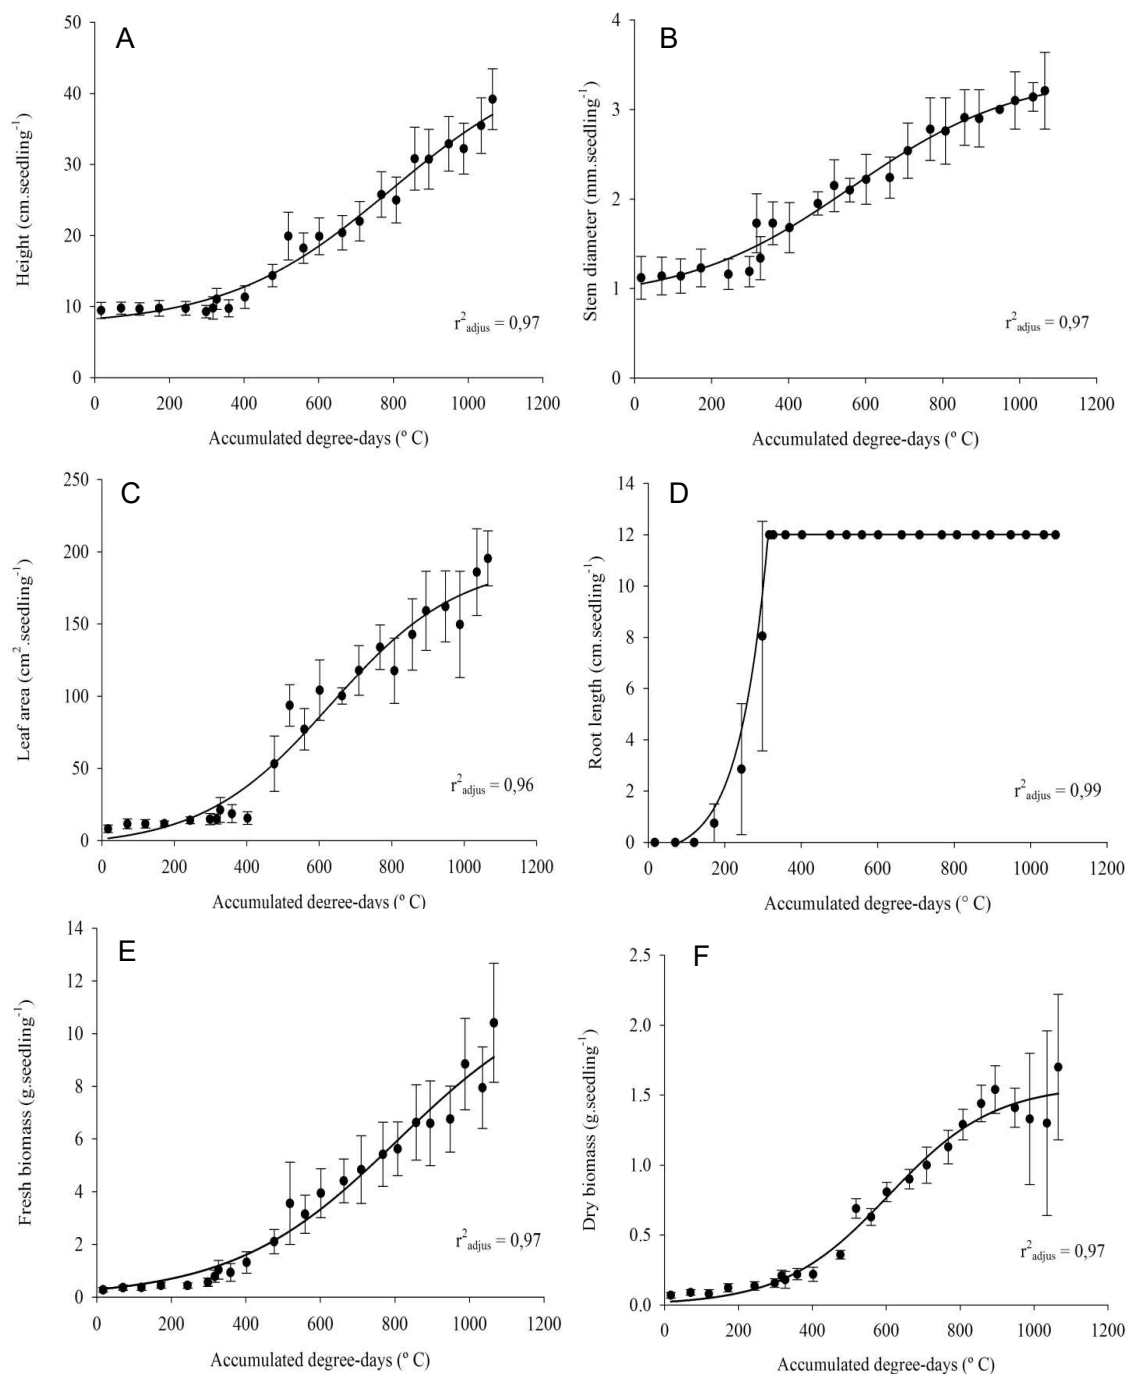 A
50
40
30
20
10
0
Height (cm.seedling⁻¹)
r²adjus = 0,97
0 200 400 600 800 1000 1200
Accumulated degree-days (º C)
B
4
3
2
1
0
Stem diameter (mm.seedling⁻¹)
r²adjus = 0,97
0 200 400 600 800 1000 1200
Accumulated degree-days (º C)
C
250
200
150
100
50
0
Leaf area (cm².seedling⁻¹)
r²adjus = 0,96
0 200 400 600 800 1000 1200
Accumulated degree-days (º C)
D
14
12
10
8
6
4
2
0
Root length (cm.seedling⁻¹)
r²adjus = 0,99
0 200 400 600 800 1000 1200
Accumulated degree-days (° C)
E
14
12
10
8
6
4
2
0
Fresh biomass (g.seedling⁻¹)
r²adjus = 0,97
0 200 400 600 800 1000 1200
Accumulated degree-days (º C)
F
2.5
2.0
1.5
1.0
0.5
0.0
Dry biomass (g.seedling⁻¹)
r²adjus = 0,97
0 200 400 600 800 1000 1200
Accumulated degree-days (º C)